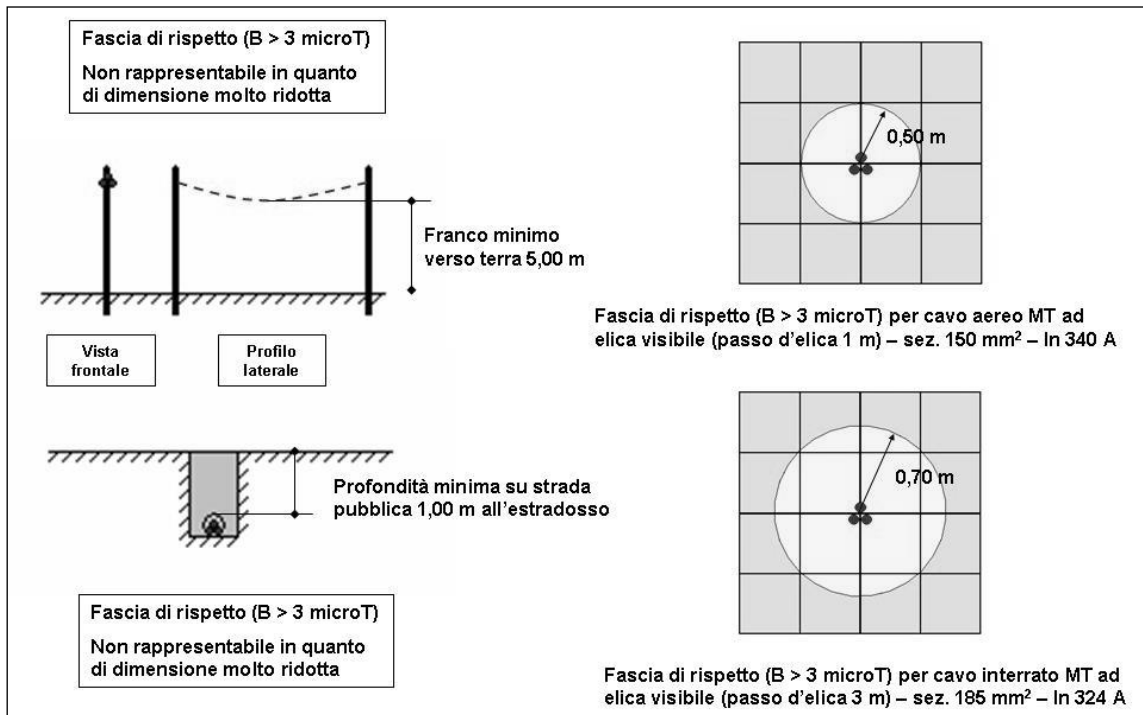 Fascia di rispetto (B > 3 microT)
Non rappresentabile in quanto
di dimensione molto ridotta
Franco minimo
verso terra 5,00 m
Vista
frontale
Profilo
laterale
Profondità minima su strada
pubblica 1,00 m all'estradosso
Fascia di rispetto (B > 3 microT)
Non rappresentabile in quanto
di dimensione molto ridotta
0,50 m
Fascia di rispetto (B > 3 microT) per cavo aereo MT ad
elica visibile (passo d'elica 1 m) – sez. 150 mm² – In 340 A
0,70 m
Fascia di rispetto (B > 3 microT) per cavo interrato MT ad
elica visibile (passo d'elica 3 m) – sez. 185 mm² – In 324 A